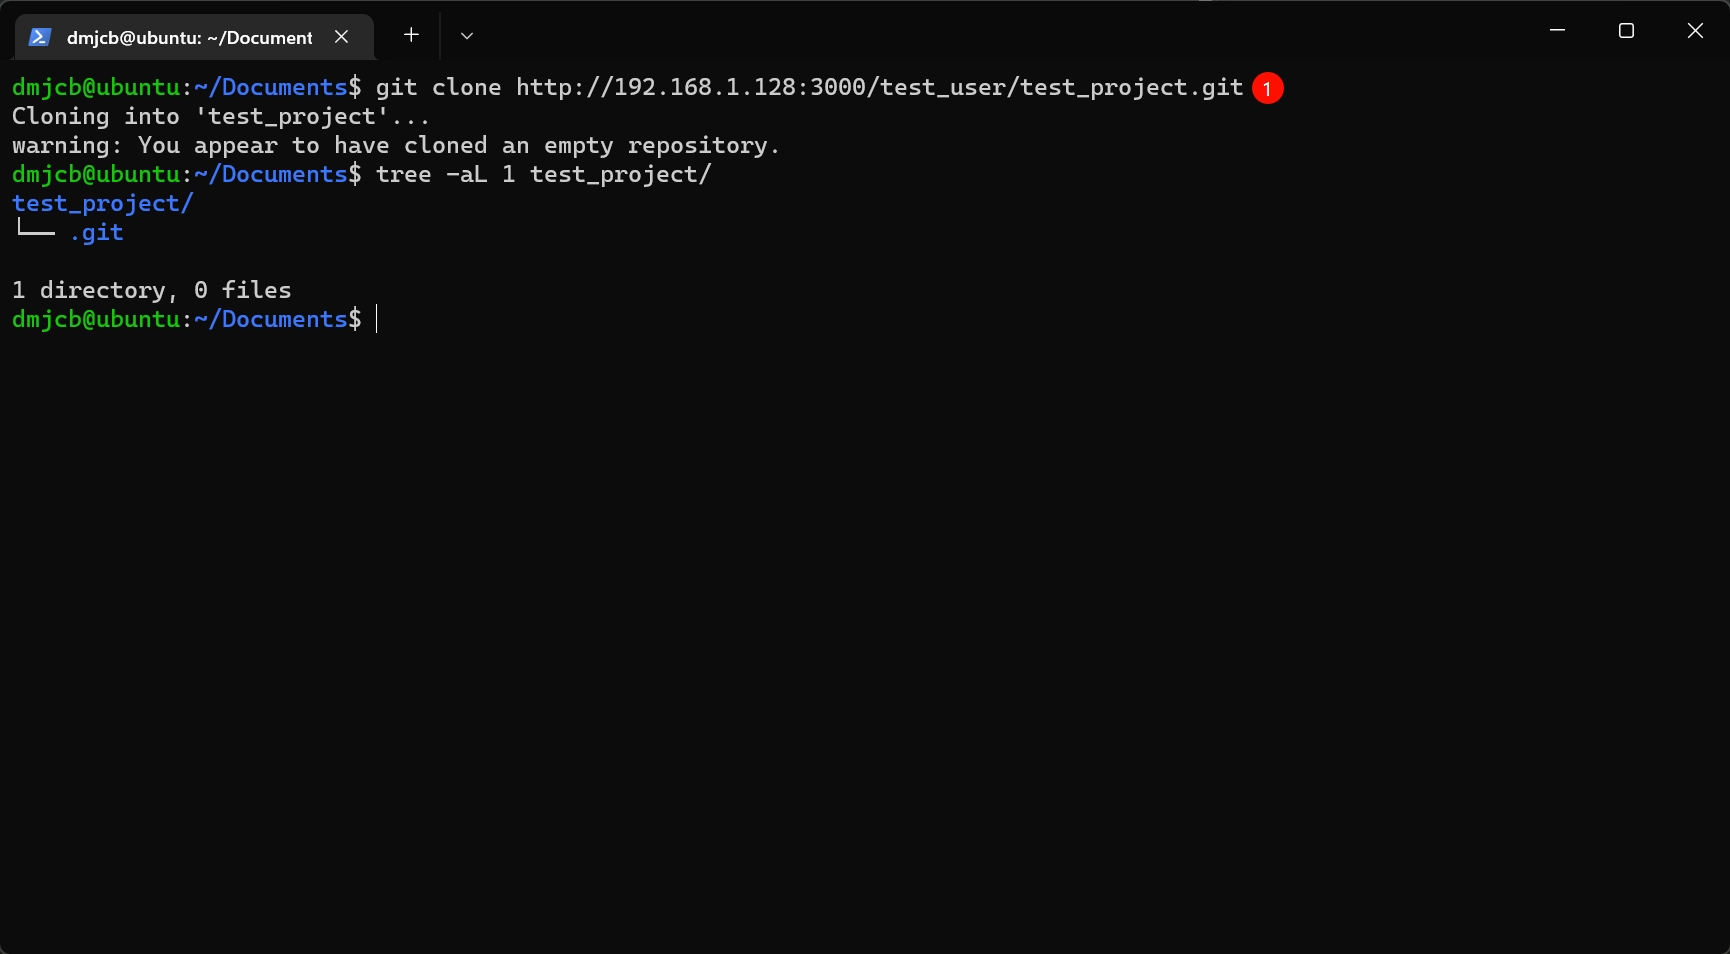 dmjcb@ubuntu: ~/Document
dmjcb@ubuntu:~/Documents$ git clone http://192.168.1.128:3000/test_user/test_project.git 1
Cloning into 'test_project'...
warning: You appear to have cloned an empty repository.
dmjcb@ubuntu:~/Documents$ tree -aL 1 test_project/
test_project/
└── .git
1 directory, 0 files
dmjcb@ubuntu:~/Documents$